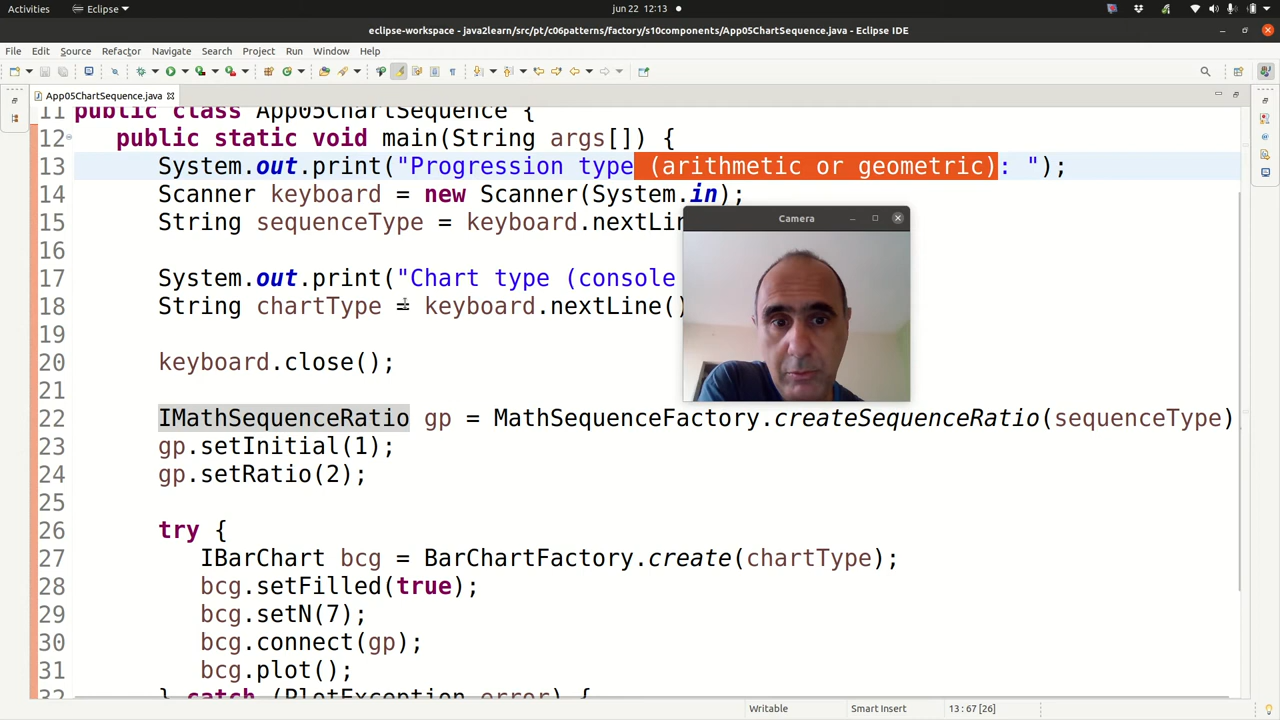 Activities Eclipse jun 22 12:13
eclipse-workspace - java2learn/src/pt/c06patterns/factory/s10components/App05ChartSequence.java - Eclipse IDE
File Edit Source Refactor Navigate Search Project Run Window Help
App05ChartSequence.java
11 public class App05ChartSequence {
12 public static void main(String args[]) {
13 System.out.print("Progression type (arithmetic or geometric): ");
14 Scanner keyboard = new Scanner(System.in);
15 String sequenceType = keyboard.nextLin
16
17 System.out.print("Chart type (console
18 String chartType = keyboard.nextLine()
19
20 keyboard.close();
21
22 IMathSequenceRatio gp = MathSequenceFactory.createSequenceRatio(sequenceType)
23 gp.setInitial(1);
24 gp.setRatio(2);
25
26 try {
27 IBarChart bcg = BarChartFactory.create(chartType);
28 bcg.setFilled(true);
29 bcg.setN(7);
30 bcg.connect(gp);
31 bcg.plot();
32 } catch (PlotException error) {
Camera
Writable Smart Insert 13 : 67 [26]